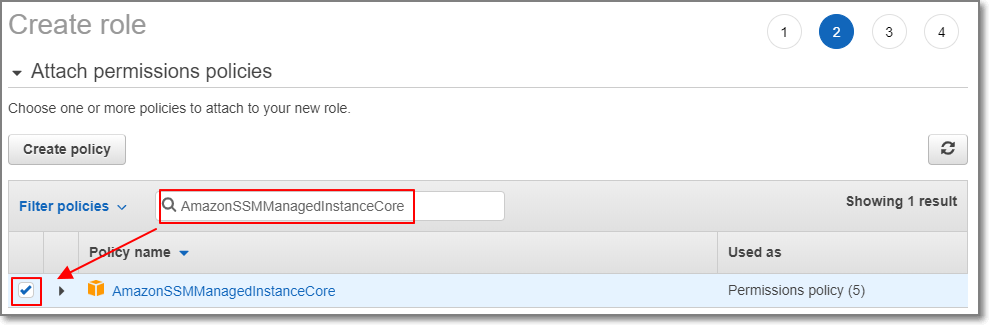 Create role
1 2 3 4
Attach permissions policies
Choose one or more policies to attach to your new role.
Create policy
Filter policies AmazonSSMManagedInstanceCore Showing 1 result
Policy name Used as
AmazonSSMManagedInstanceCore Permissions policy (5)